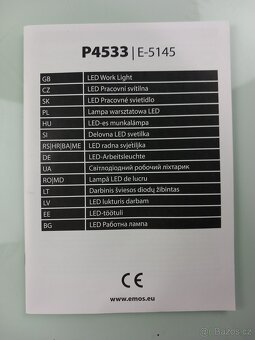 P4533 | E-5145
GB LED Work Light
CZ LED Pracovní svítilna
SK LED Pracovné svietidlo
PL Lampa warsztatowa LED
HU LED-es munkalámpa
SI Delovna LED svetilka
RS|HR|BA|ME LED radna svjetiljka
DE LED-Arbeitsleuchte
UA Світлодіодний робочий ліхтарик
RO|MD Lampă LED de lucru
LT Darbinis šviesos diodų žibintas
LV LED lukturis darbam
EE LED-töötuli
BG LED Работна лампа
CE
www.emos.eu
Bazos.cz